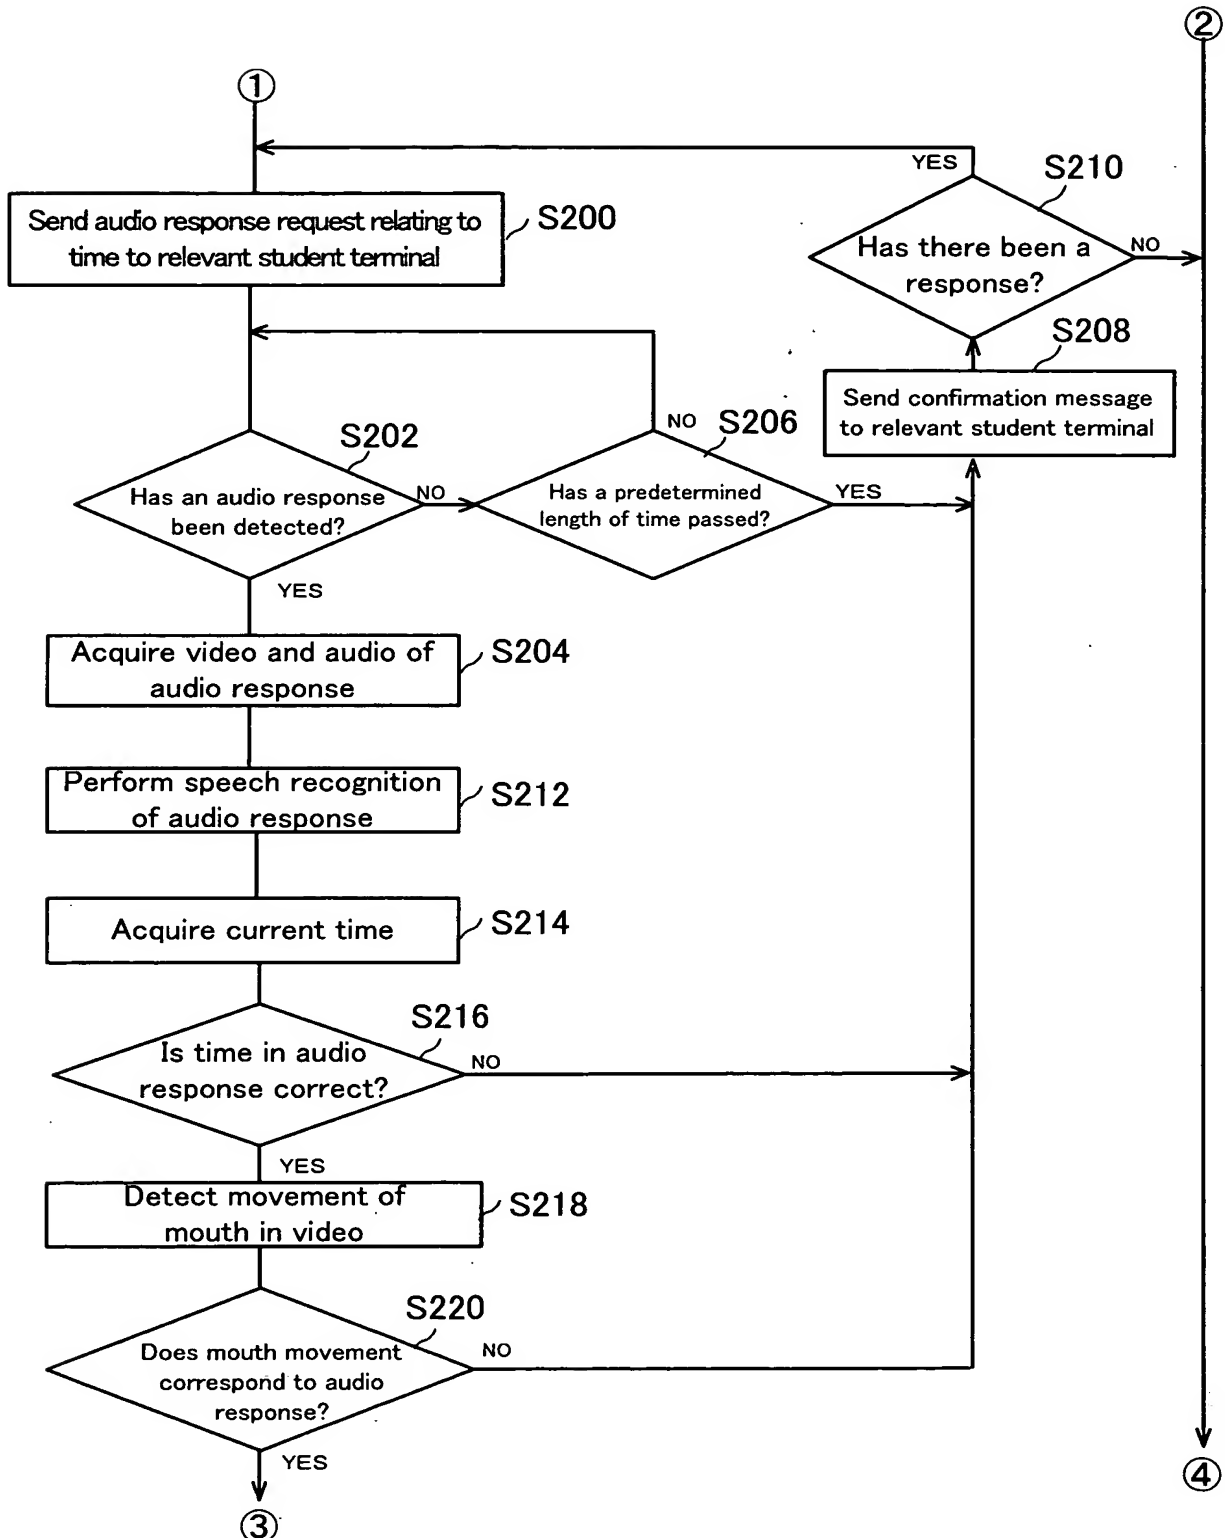 ②
①
YES
S210
Send audio response request relating to
time to relevant student terminal
S200
Has there been a
response?
NO
S208
Send confirmation message
to relevant student terminal
NO
S206
S202
Has an audio response
been detected?
NO
Has a predetermined
length of time passed?
YES
YES
Acquire video and audio of
audio response
S204
Perform speech recognition
of audio response
S212
Acquire current time
S214
S216
Is time in audio
response correct?
NO
YES
Detect movement of
mouth in video
S218
S220
Does mouth movement
correspond to audio
response?
NO
YES
④
③